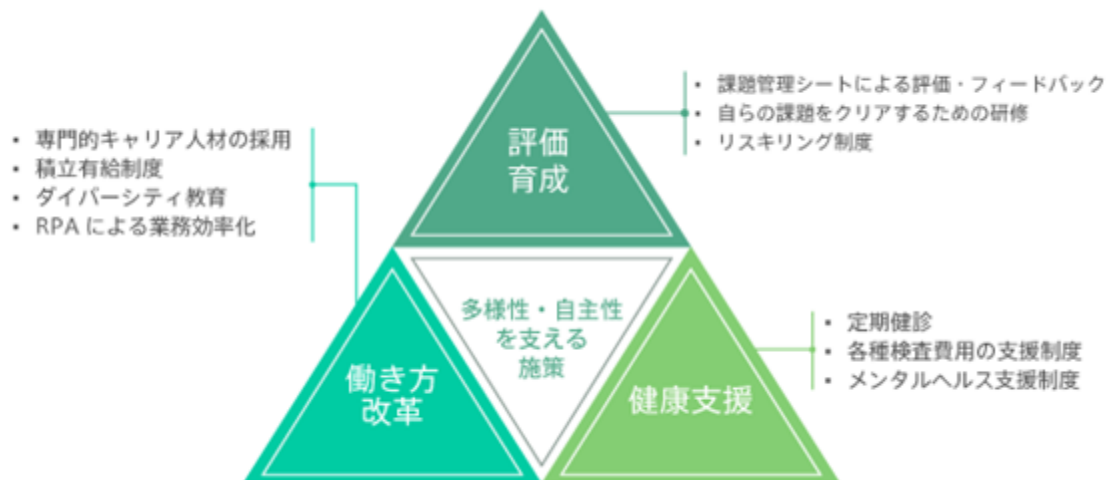 評価
育成
• 課題管理シートによる評価・フィードバック
• 自らの課題をクリアするための研修
• リスキリング制度
• 専門的キャリア人材の採用
• 積立有給制度
• ダイバーシティ教育
• RPA による業務効率化
多様性・自主性
を支える
施策
働き方
改革
健康支援
• 定期健診
• 各種検査費用の支援制度
• メンタルヘルス支援制度